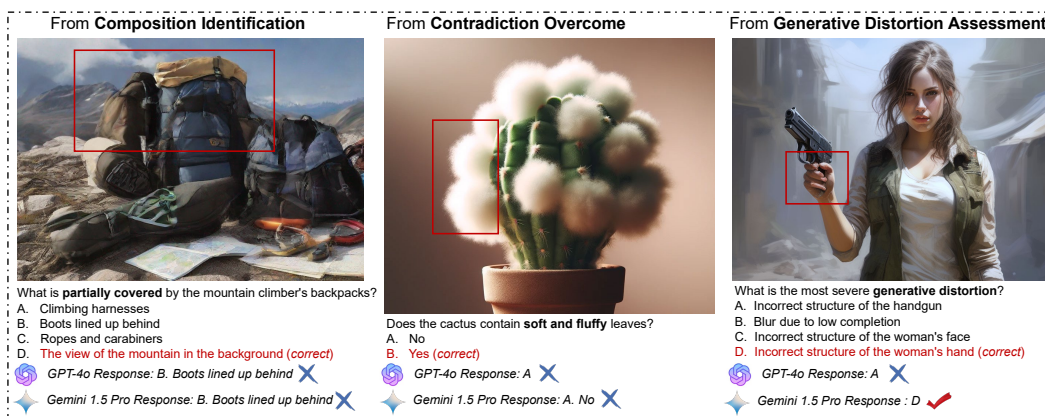 From Composition Identification
What is partially covered by the mountain climber's backpacks?
A. Climbing harnesses
B. Boots lined up behind
C. Ropes and carabiners
D. The view of the mountain in the background (correct)
GPT-4o Response: B. Boots lined up behind
Gemini 1.5 Pro Response: B. Boots lined up behind
From Contradiction Overcome
Does the cactus contain soft and fluffy leaves?
A. No
B. Yes (correct)
GPT-4o Response: A
Gemini 1.5 Pro Response: A. No
From Generative Distortion Assessment
What is the most severe generative distortion?
A. Incorrect structure of the handgun
B. Blur due to low completion
C. Incorrect structure of the woman's face
D. Incorrect structure of the woman's hand (correct)
GPT-4o Response: A
Gemini 1.5 Pro Response : D